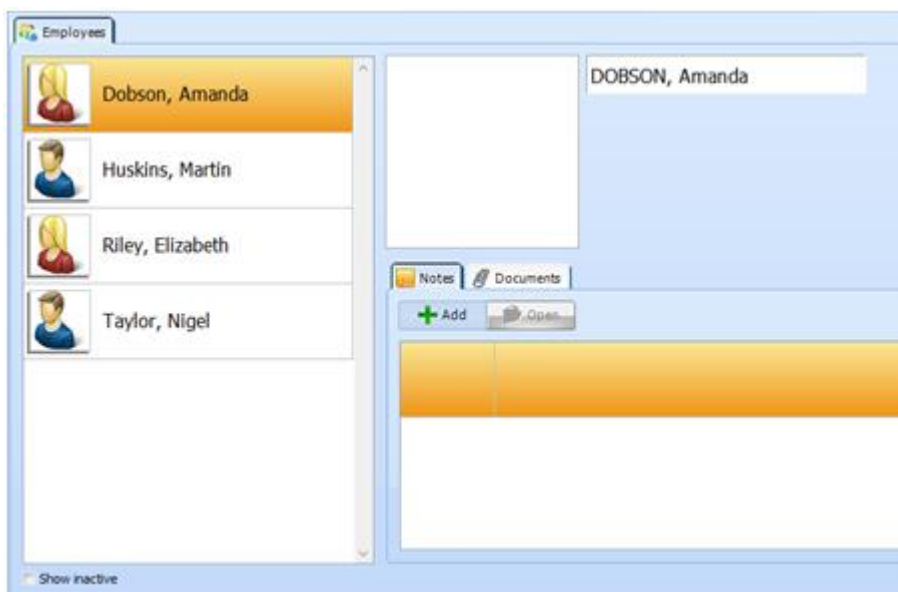 Employees
Dobson, Amanda
Huskins, Martin
Riley, Elizabeth
Taylor, Nigel
Show inactive
DOBSON, Amanda
Notes Documents
Add Open